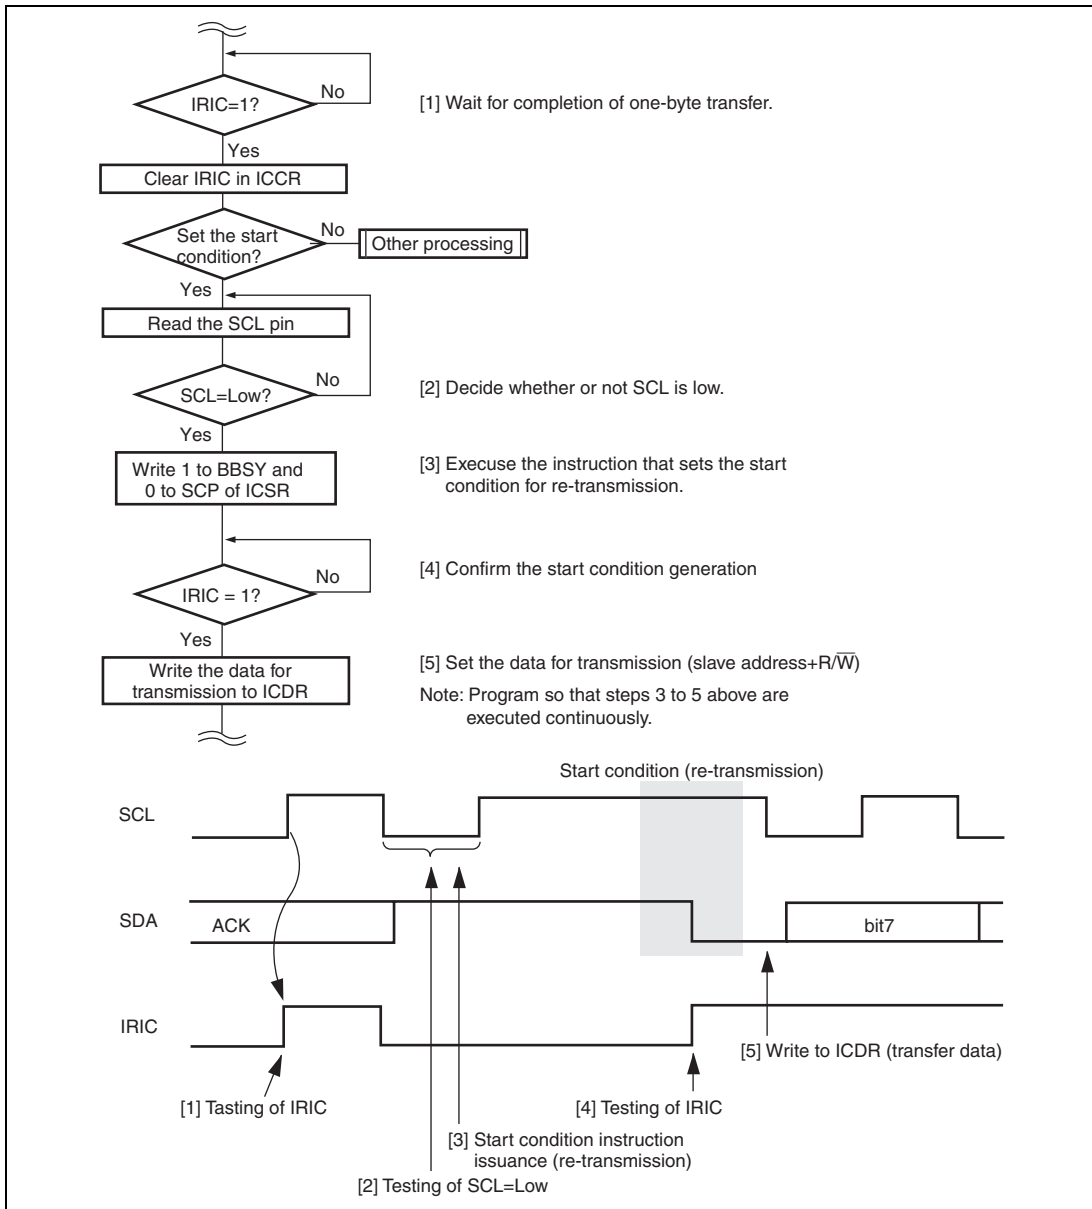 IRIC=1?
No
[1] Wait for completion of one-byte transfer.
Yes
Clear IRIC in ICCR
Set the start
condition?
No
Other processing
Yes
Read the SCL pin
SCL=Low?
No
[2] Decide whether or not SCL is low.
Yes
Write 1 to BBSY and
0 to SCP of ICSR
[3] Execuse the instruction that sets the start
condition for re-transmission.
IRIC = 1?
No
[4] Confirm the start condition generation
Yes
Write the data for
transmission to ICDR
[5] Set the data for transmission (slave address+R/W̅)
Note: Program so that steps 3 to 5 above are
executed continuously.
Start condition (re-transmission)
SCL
SDA
ACK
bit7
IRIC
[5] Write to ICDR (transfer data)
[1] Tasting of IRIC
[4] Testing of IRIC
[3] Start condition instruction
issuance (re-transmission)
[2] Testing of SCL=Low